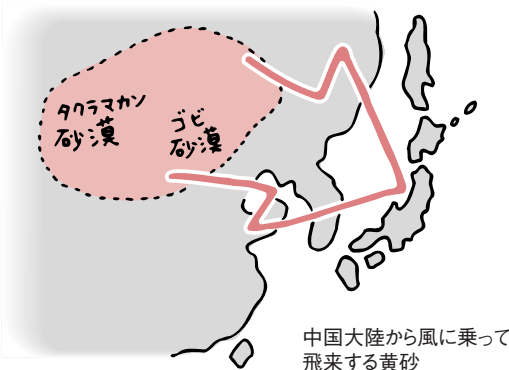 タクラマカン
砂漠
ゴビ
砂漠
中国大陸から風に乗って
飛来する黄砂